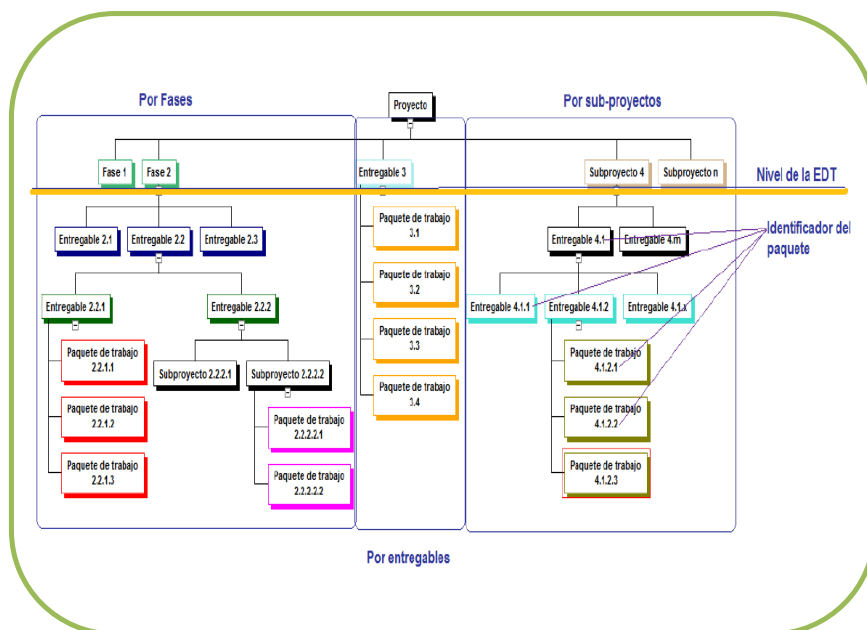 Por Fases
Proyecto
Por sub-proyectos
Fase 1
Fase 2
Entregable 3
Subproyecto 4
Subproyecto n
Nivel de la EDT
Entregable 2.1
Entregable 2.2
Entregable 2.3
Paquete de trabajo
3.1
Entregable 4.1
Entregable 4.m
Identificador del
paquete
Paquete de trabajo
3.2
Entregable 2.2.1
Entregable 2.2.2
Entregable 4.1.1
Entregable 4.1.2
Entregable 4.1.x
Paquete de trabajo
2.2.1.1
Subproyecto 2.2.2.1
Subproyecto 2.2.2.2
Paquete de trabajo
3.3
Paquete de trabajo
4.1.2.1
Paquete de trabajo
2.2.1.2
Paquete de trabajo
2.2.2.2.1
Paquete de trabajo
3.4
Paquete de trabajo
4.1.2.2
Paquete de trabajo
2.2.1.3
Paquete de trabajo
2.2.2.2.2
Paquete de trabajo
4.1.2.3
Por entregables